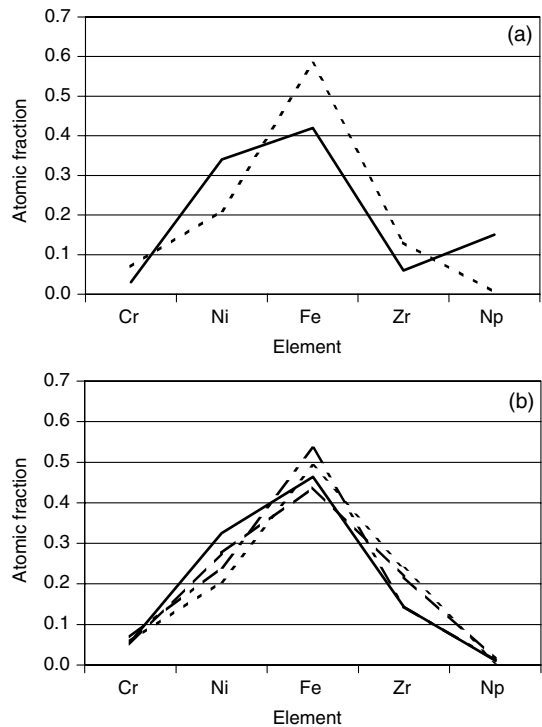 (a)
0.7
0.6
0.5
0.4
0.3
0.2
0.1
0.0
Atomic fraction
Cr Ni Fe Zr Np
Element
(b)
0.7
0.6
0.5
0.4
0.3
0.2
0.1
0.0
Atomic fraction
Cr Ni Fe Zr Np
Element